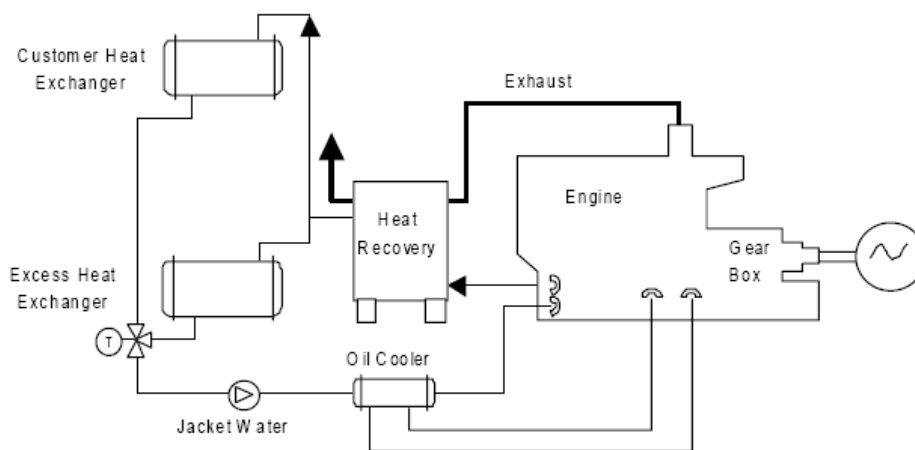 Customer Heat
Exchanger
Exhaust
Engine
Heat
Recovery
Gear
Box
Excess Heat
Exchanger
T
Oil Cooler
Jacket Water